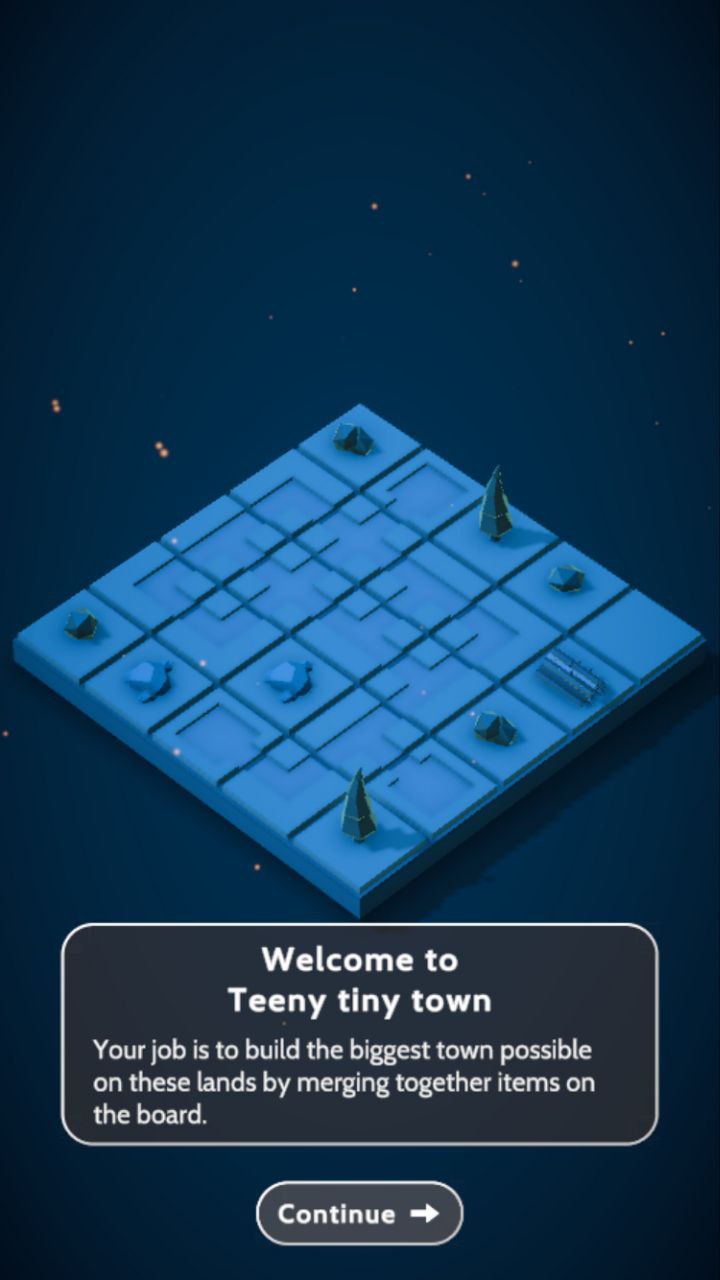 Welcome to
Teeny tiny town
Your job is to build the biggest town possible
on these lands by merging together items on
the board.
Continue